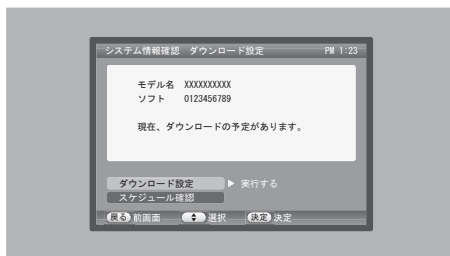 システム情報確認 ダウンロード設定 PM 1:23
モデル名 XXXXXXXXXX
ソフト 0123456789
現在、ダウンロードの予定があります。
ダウンロード設定 ▶ 実行する
スケジュール確認
戻る 前画面 選択 決定 決定